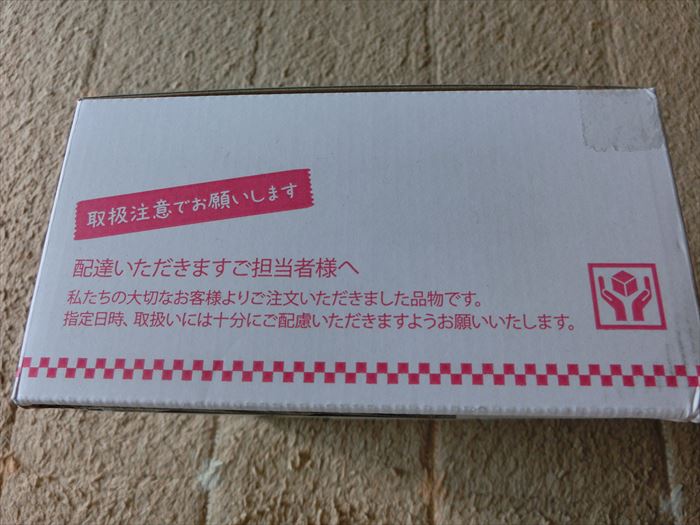 取扱注意でお願いします
配達いただきますご担当者様へ
私たちの大切なお客様よりご注文いただきました品物です。
指定日時、取扱いには十分にご配慮いただきますようお願いいたします。